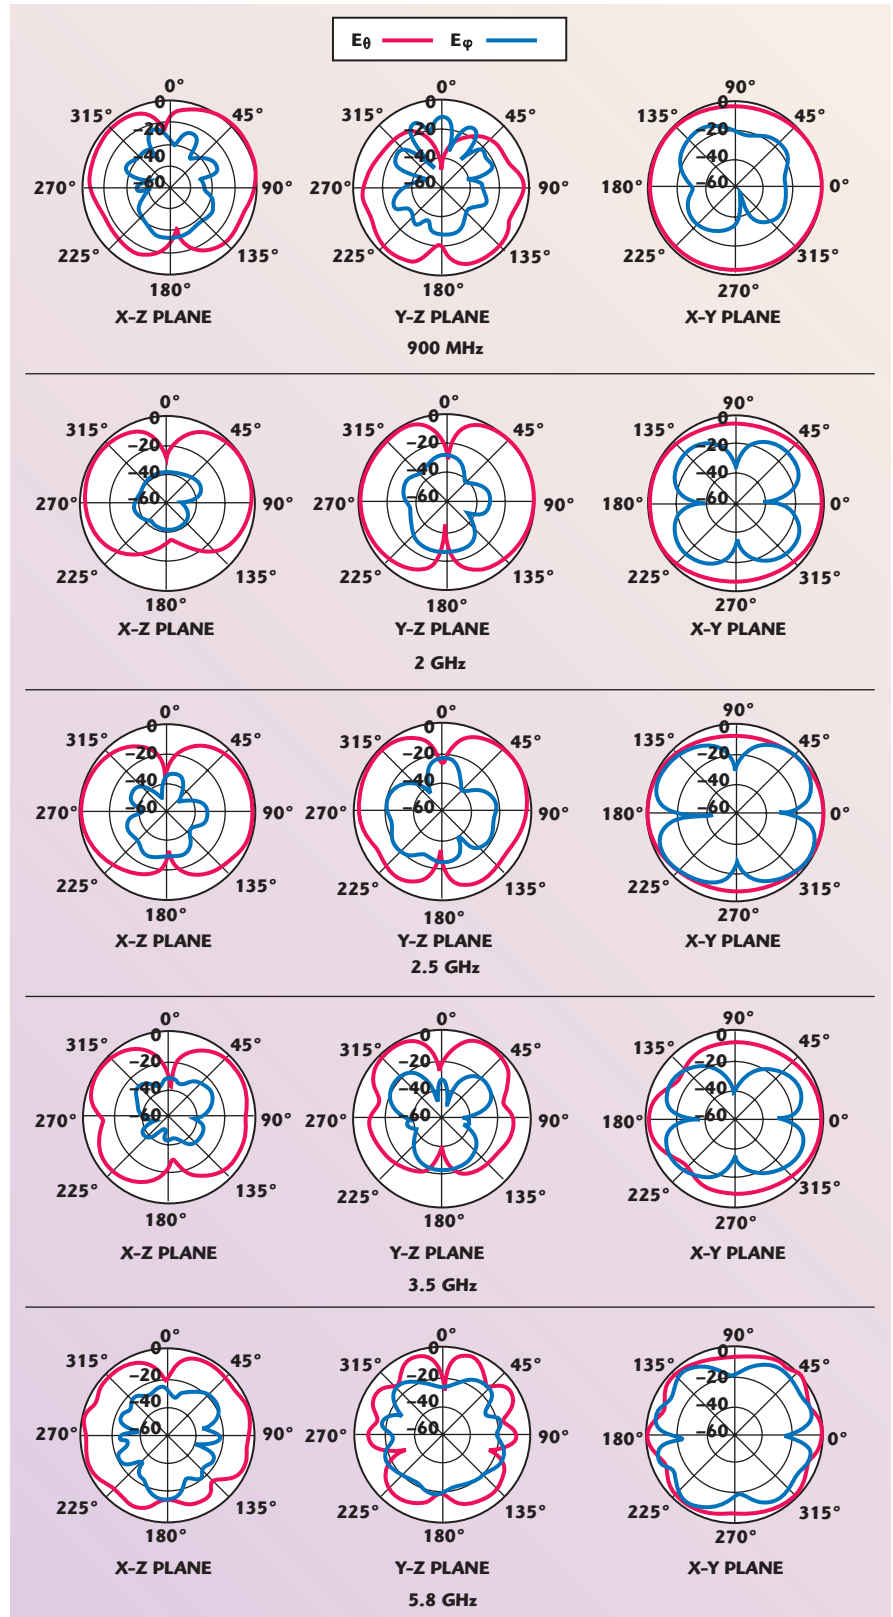 Eθ Eφ
0°
0
315° 45°
–20
–40
270° –60 90°
225° 135°
180°
X–Z PLANE
0°
0
315° 45°
–20
–40
270° –60 90°
225° 135°
180°
Y–Z PLANE
90°
0
135° 45°
–20
–40
180° –60 0°
225° 315°
270°
X–Y PLANE
900 MHz
0°
0
315° 45°
–20
–40
270° –60 90°
225° 135°
180°
X–Z PLANE
0°
0
315° 45°
–20
–40
270° –60 90°
225° 135°
180°
Y–Z PLANE
90°
0
135° 45°
–20
–40
180° –60 0°
225° 315°
270°
X–Y PLANE
2 GHz
0°
0
315° 45°
–20
–40
270° –60 90°
225° 135°
180°
X–Z PLANE
0°
0
315° 45°
–20
–40
270° –60 90°
225° 135°
180°
Y–Z PLANE
90°
0
135° 45°
–20
–40
180° –60 0°
225° 315°
270°
X–Y PLANE
2.5 GHz
0°
0
315° 45°
–20
–40
270° –60 90°
225° 135°
180°
X–Z PLANE
0°
0
315° 45°
–20
–40
270° –60 90°
225° 135°
180°
Y–Z PLANE
90°
0
135° 45°
–20
–40
180° –60 0°
225° 315°
270°
X–Y PLANE
3.5 GHz
0°
0
315° 45°
–20
–40
270° –60 90°
225° 135°
180°
X–Z PLANE
0°
0
315° 45°
–20
–40
270° –60 90°
225° 135°
180°
Y–Z PLANE
90°
0
135° 45°
–20
–40
180° –60 0°
225° 315°
270°
X–Y PLANE
5.8 GHz